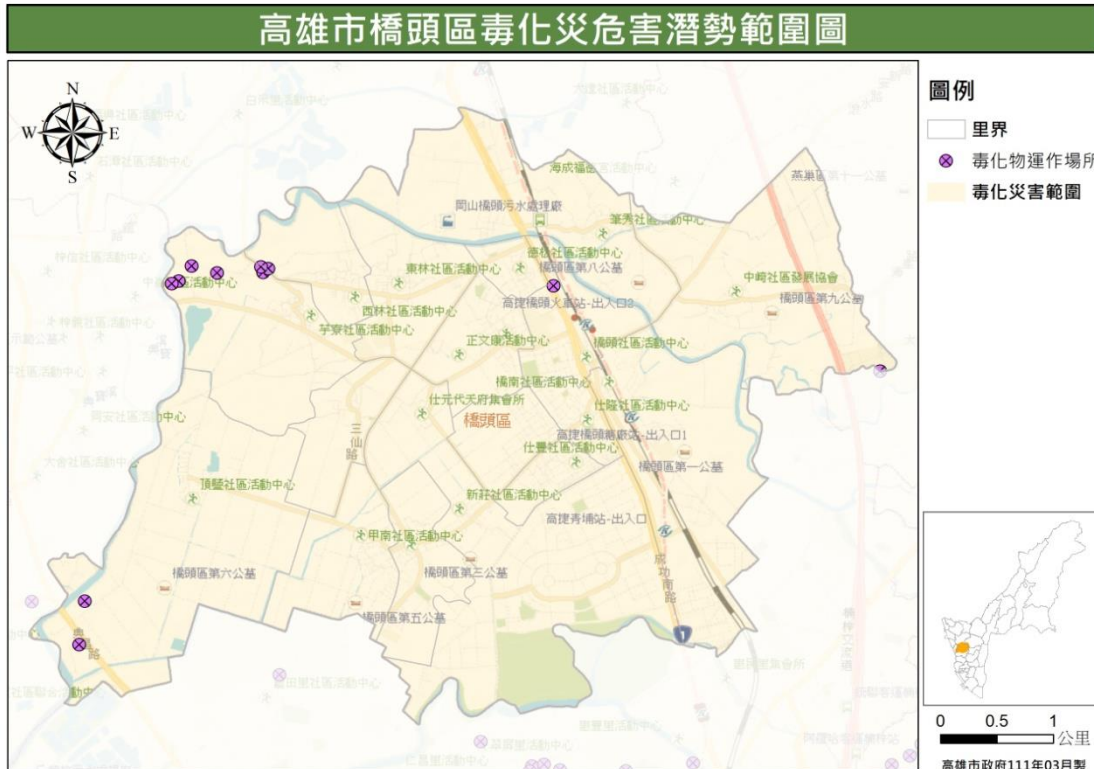 高雄市橋頭區毒化災危害潛勢範圍圖
N
W
E
S
圖例
里界
毒化物運作場所
毒化災害範圍
海成福
岡山橋頭污水處理廠
燕巢區第十一公墓
筆秀社區活動中心
德松社區活動中心
東林社區活動中心
橋頭區第八公墓
中崎社區發展協會
西林社區活動中心
高捷橋頭火車站-出入口2
橋頭區第九公墓
芋寮社區活動中心
正文康活動中心
橋頭社區活動中心
橋南社區活動中心
仕元代天府集會所
仕隆社區活動中心
橋頭區
三仙路
高捷橋頭糖廠站-出入口1
仕豐社區活動中心
橋頭區第一公墓
頂鹽社區活動中心
新莊社區活動中心
高捷青埔站-出入口
甲南社區活動中心
橋頭區第六公墓
橋頭區第三公墓
成功南路
橋頭區第五公墓
1
0
0.5
1
公里
高雄市政府111年03月製